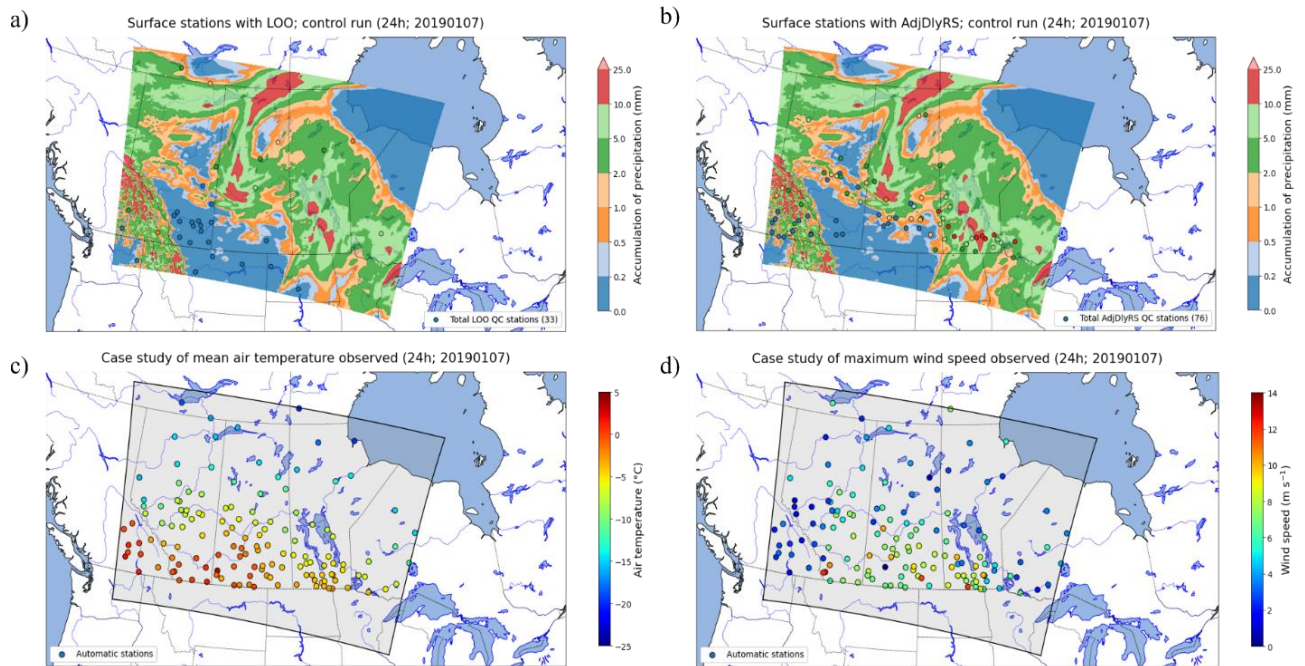 a)
Surface stations with LOO; control run (24h; 20190107)
25.0
10.0
5.0
2.0
1.0
0.5
0.2
0.0
Accumulation of precipitation (mm)
Total LOO QC stations (33)
b)
Surface stations with AdjDlyRS; control run (24h; 20190107)
25.0
10.0
5.0
2.0
1.0
0.5
0.2
0.0
Accumulation of precipitation (mm)
Total AdjDlyRS QC stations (76)
c)
Case study of mean air temperature observed (24h; 20190107)
5
0
−5
−10
−15
−20
−25
Air temperature (°C)
Automatic stations
d)
Case study of maximum wind speed observed (24h; 20190107)
14
12
10
8
6
4
2
0
Wind speed (m s⁻¹)
Automatic stations